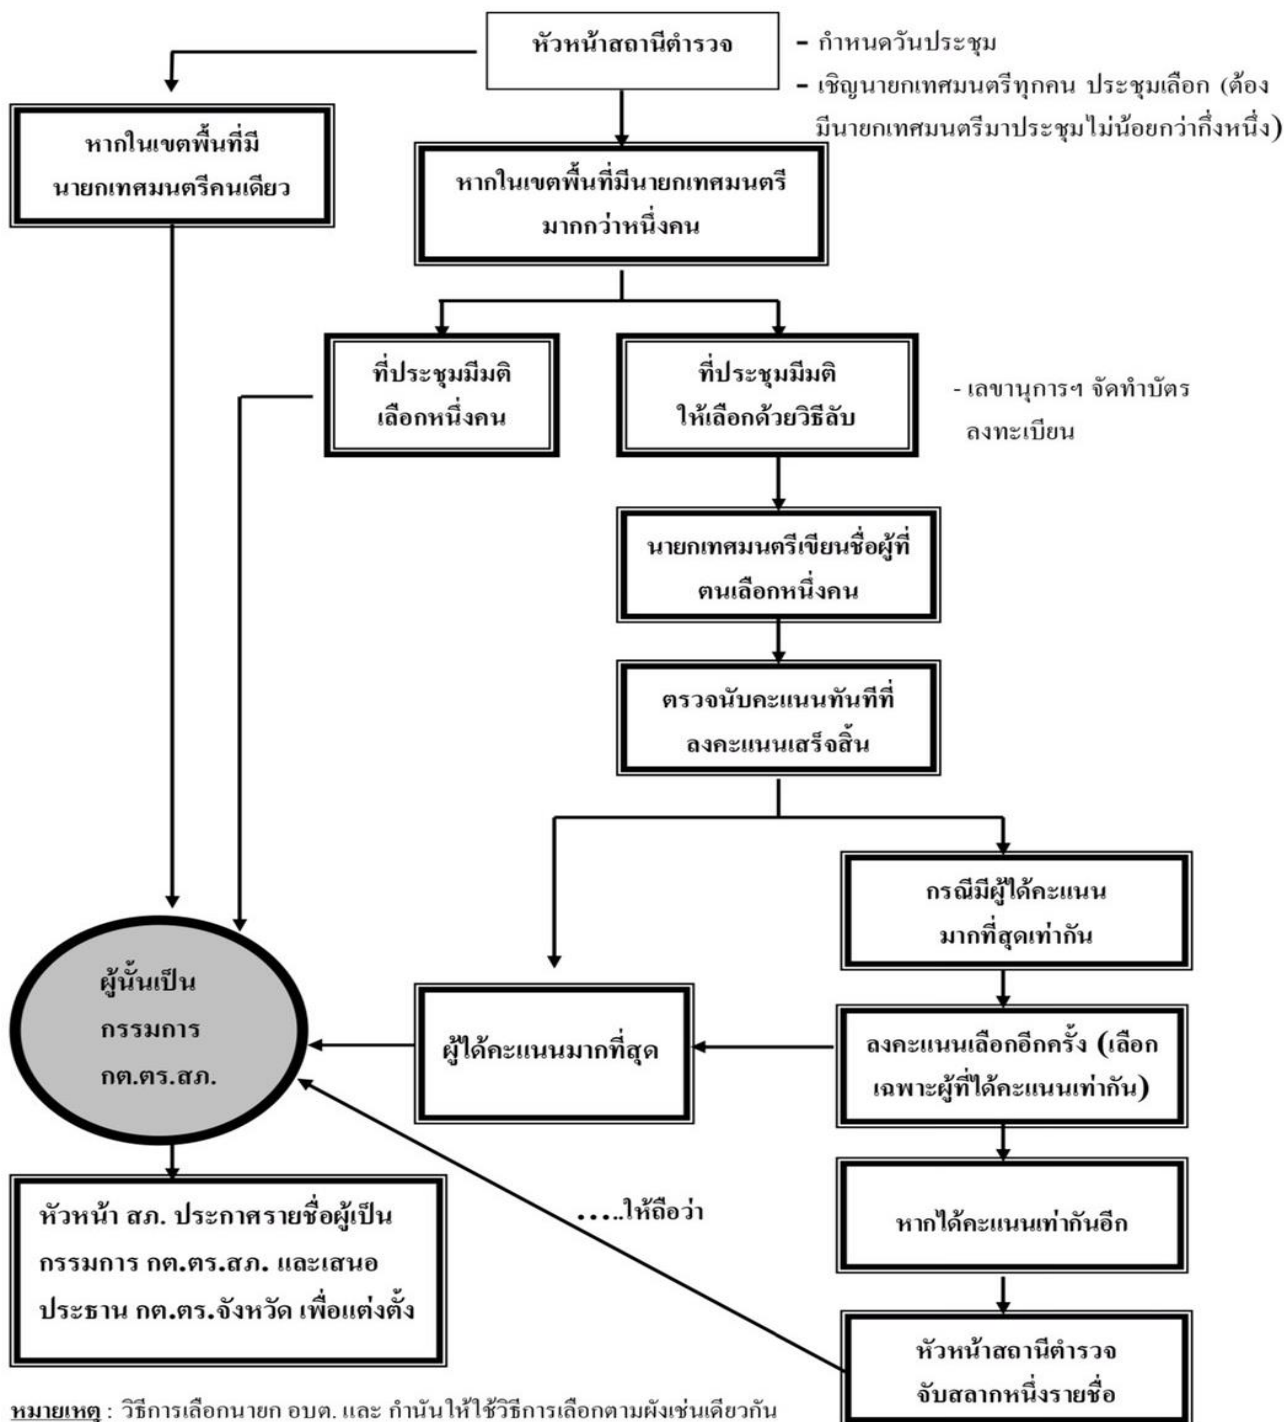 หัวหน้าสถานีตำรวจ
- กำหนดวันประชุม
- เชิญนายกเทศมนตรีทุกคน ประชุมเลือก (ต้อง
มีนายกเทศมนตรีมาประชุมไม่น้อยกว่ากึ่งหนึ่ง)
หากในเขตพื้นที่มี
นายกเทศมนตรีคนเดียว
หากในเขตพื้นที่มีนายกเทศมนตรี
มากกว่าหนึ่งคน
ที่ประชุมมีมติ
เลือกหนึ่งคน
ที่ประชุมมีมติ
ให้เลือกด้วยวิธีลับ
- เลขานุการฯ จัดทำบัตร
ลงทะเบียน
นายกเทศมนตรีเขียนชื่อผู้ที่
ตนเลือกหนึ่งคน
ตรวจนับคะแนนทันทีที่
ลงคะแนนเสร็จสิ้น
กรณีมีผู้ได้คะแนน
มากที่สุดเท่ากัน
ผู้นั้นเป็น
กรรมการ
กต.ตร.สภ.
ผู้ได้คะแนนมากที่สุด
ลงคะแนนเลือกอีกครั้ง (เลือก
เฉพาะผู้ที่ได้คะแนนเท่ากัน)
หัวหน้า สภ. ประกาศรายชื่อผู้เป็น
กรรมการ กต.ตร.สภ. และเสนอ
ประธาน กต.ตร.จังหวัด เพื่อแต่งตั้ง
.....ให้ถือว่า
หากได้คะแนนเท่ากันอีก
หัวหน้าสถานีตำรวจ
จับสลากหนึ่งรายชื่อ
หมายเหตุ : วิธีการเลือกนายก อบต. และ กำนันให้ใช้วิธีการเลือกตามผังเช่นเดียวกัน